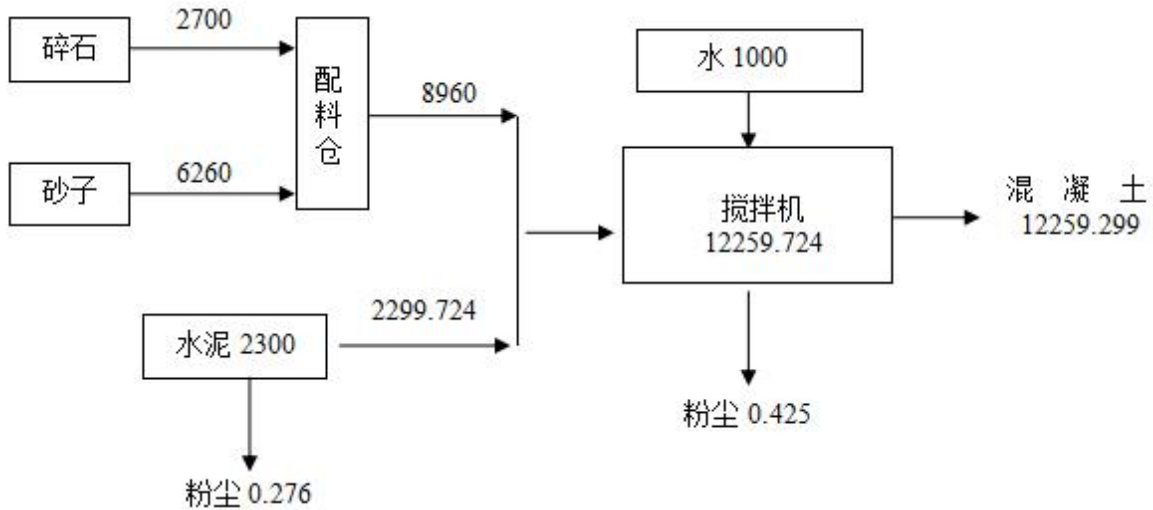 2700
碎石
水 1000
配
料
仓
8960
6260
砂子
搅拌机
12259.724
混 凝 土
12259.299
2299.724
水泥 2300
粉尘 0.425
粉尘 0.276